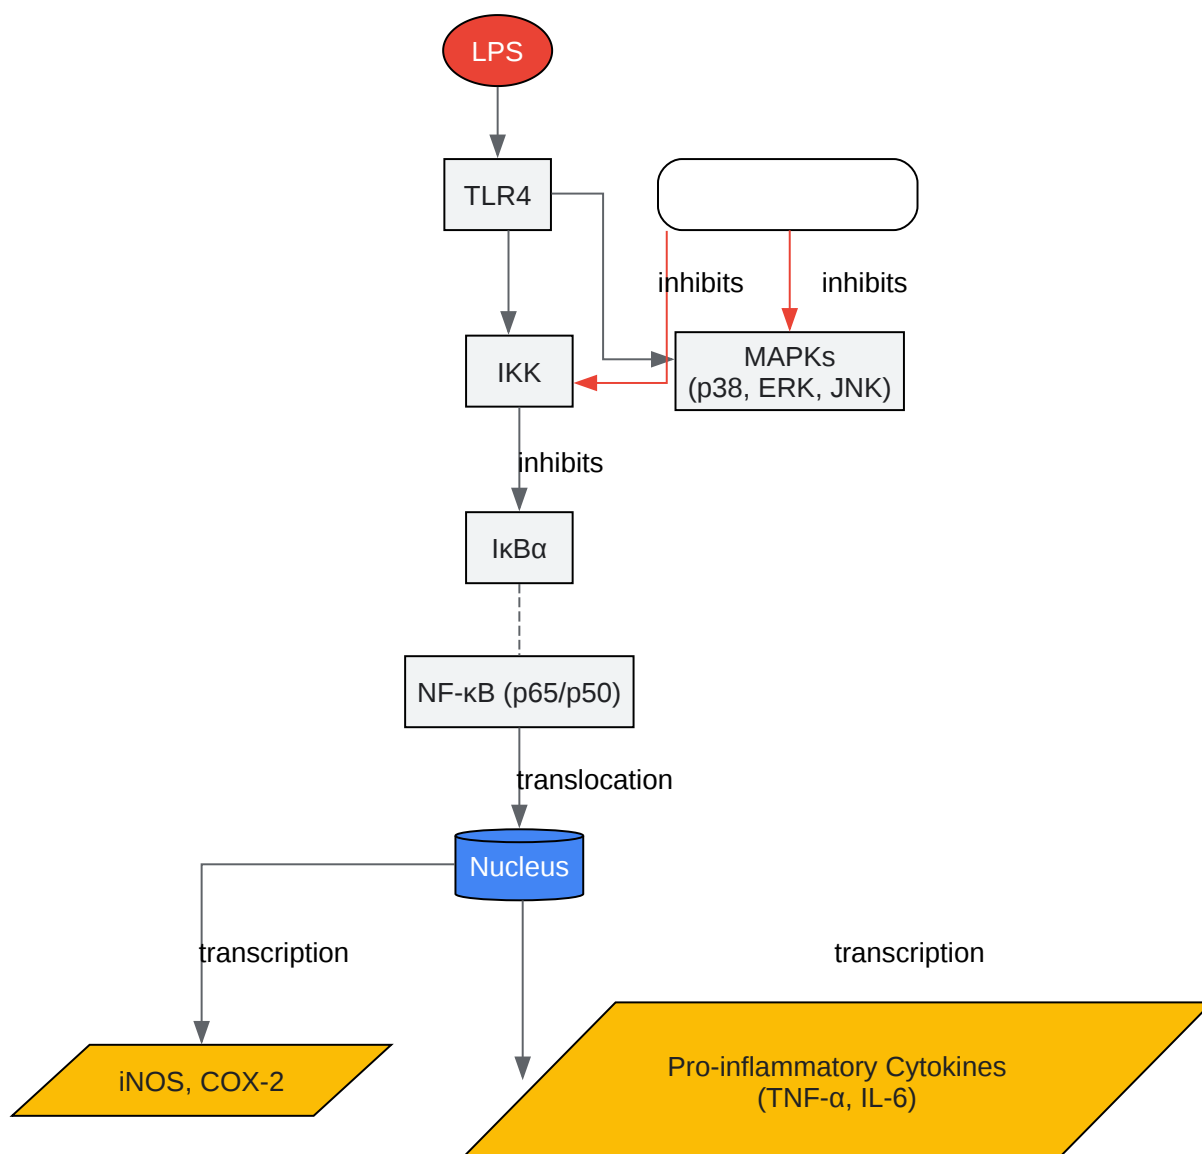 LPS
TLR4
inhibits
inhibits
MAPKs
(p38, ERK, JNK)
IKK
inhibits
IκBα
NF-κB (p65/p50)
translocation
Nucleus
transcription
transcription
iNOS, COX-2
Pro-inflammatory Cytokines
(TNF-α, IL-6)